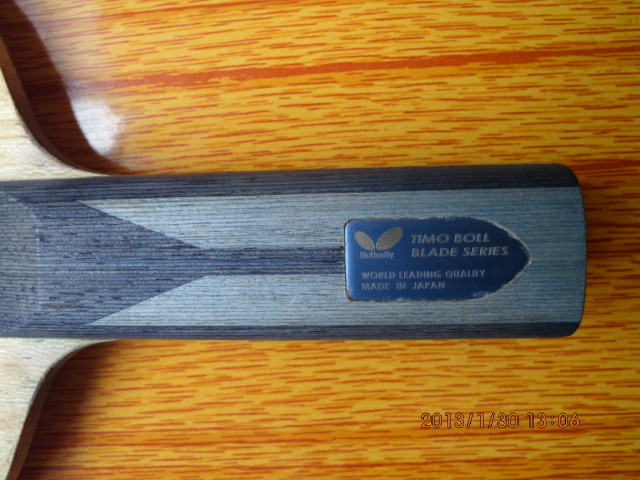 TIMO BOLL
BLADE SERIES
Butterfly
WORLD LEADING QUALITY
MADE IN JAPAN
2013/1/30 13:06